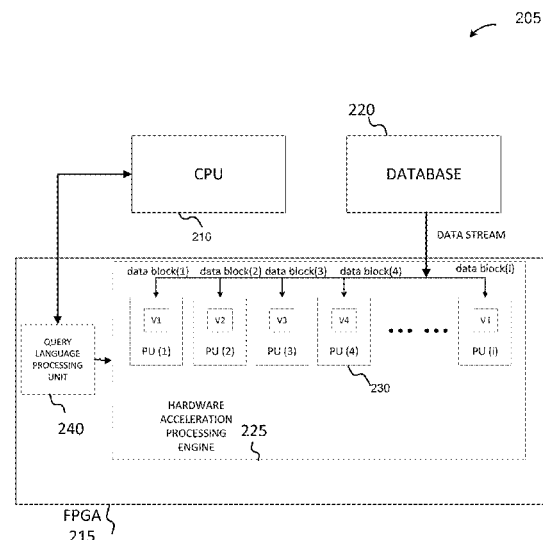 205
220
CPU
DATABASE
210
DATA STREAM
data block(1) data block(2) data block(3) data block(4) data block(i)
V1 V2 V3 V4 Vi
PU (1) PU (2) PU (3) PU (4) PU (i)
QUERY
LANGUAGE
PROCESSING
UNIT
230
240
HARDWARE
ACCELERATION
PROCESSING
ENGINE
225
FPGA
215